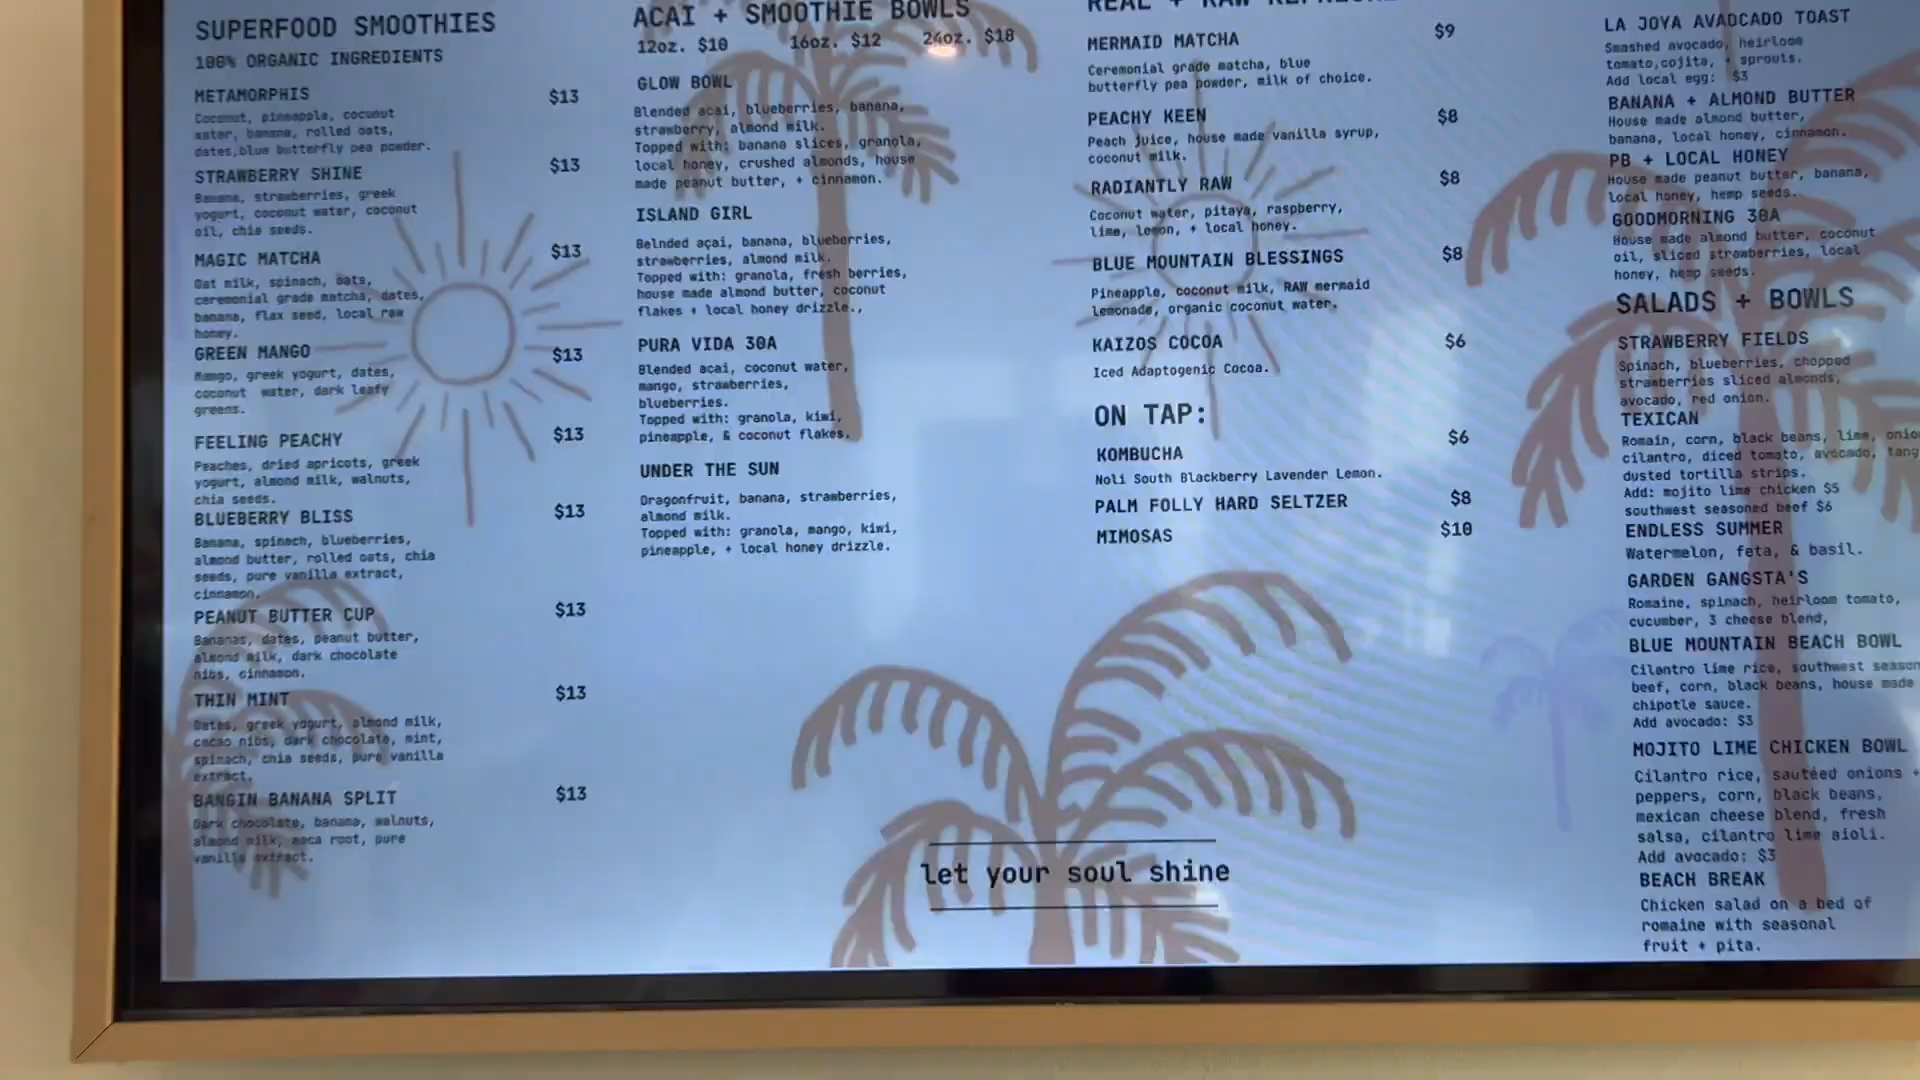 SUPERFOOD SMOOTHIES
100% ORGANIC INGREDIENTS
METAMORPHIS $13
Coconut, pineapple, coconut
water, banana, rolled oats,
dates,blue butterfly pea powder.
STRAWBERRY SHINE $13
Banana, strawberries, greek
yogurt, coconut water, coconut
oil, chia seeds.
MAGIC MATCHA $13
Oat milk, spinach, oats,
ceremonial grade matcha, dates,
banana, flax seed, local raw
honey.
GREEN MANGO $13
Mango, greek yogurt, dates,
coconut water, dark leafy
greens.
FEELING PEACHY $13
Peaches, dried apricots, greek
yogurt, almond milk, walnuts,
chia seeds.
BLUEBERRY BLISS $13
Banana, spinach, blueberries,
almond butter, rolled oats, chia
seeds, pure vanilla extract,
cinnamon.
PEANUT BUTTER CUP $13
Bananas, dates, peanut butter,
almond milk, dark chocolate
nibs, cinnamon.
THIN MINT $13
Dates, greek yogurt, almond milk,
cacao nibs, dark chocolate, mint,
spinach, chia seeds, pure vanilla
extract.
BANGIN BANANA SPLIT $13
Dark chocolate, banana, walnuts,
almond milk, maca root, pure
vanilla extract.
ACAI + SMOOTHIE BOWLS
12oz. $10 16oz. $12 24oz. $18
GLOW BOWL
Blended acai, blueberries, banana,
strawberry, almond milk.
Topped with: banana slices, granola,
local honey, crushed almonds, house
made peanut butter, + cinnamon.
ISLAND GIRL
Belnded açai, banana, blueberries,
strawberries, almond milk.
Topped with: granola, fresh berries,
house made almond butter, coconut
flakes + local honey drizzle.,
PURA VIDA 30A
Blended acai, coconut water,
mango, strawberries,
blueberries.
Topped with: granola, kiwi,
pineapple, & coconut flakes.
UNDER THE SUN
Dragonfruit, banana, strawberries,
almond milk.
Topped with: granola, mango, kiwi,
pineapple, + local honey drizzle.
REAL + RAW
MERMAID MATCHA $9
Ceremonial grade matcha, blue
butterfly pea powder, milk of choice.
PEACHY KEEN $8
Peach juice, house made vanilla syrup,
coconut milk.
RADIANTLY RAW $8
Coconut water, pitaya, raspberry,
lime, lemon, + local honey.
BLUE MOUNTAIN BLESSINGS $8
Pineapple, coconut milk, RAW mermaid
lemonade, organic coconut water.
KAIZOS COCOA $6
Iced Adaptogenic Cocoa.
ON TAP:
KOMBUCHA $6
Noli South Blackberry Lavender Lemon.
PALM FOLLY HARD SELTZER $8
MIMOSAS $10
let your soul shine
LA JOYA AVADCADO TOAST
Smashed avocado, heirloom
tomato,cojita, + sprouts.
Add local egg: $3
BANANA + ALMOND BUTTER
House made almond butter,
banana, local honey, cinnamon.
PB + LOCAL HONEY
House made peanut butter, banana,
local honey, hemp seeds.
GOODMORNING 30A
House made almond butter, coconut
oil, sliced strawberries, local
honey, hemp seeds.
SALADS + BOWLS
STRAWBERRY FIELDS
Spinach, blueberries, chopped
strawberries sliced almonds,
avocado, red onion.
TEXICAN
Romain, corn, black beans, lime,
cilantro, diced tomato, avocado,
dusted tortilla strips.
Add: mojito lime chicken $5
southwest seasoned beef $6
ENDLESS SUMMER
Watermelon, feta, & basil.
GARDEN GANGSTA'S
Romaine, spinach, heirloom tomato,
cucumber, 3 cheese blend,
BLUE MOUNTAIN BEACH BOWL
Cilantro lime rice, southwest
beef, corn, black beans, house made
chipotle sauce.
Add avocado: $3
MOJITO LIME CHICKEN BOWL
Cilantro rice, sautéed onions +
peppers, corn, black beans,
mexican cheese blend, fresh
salsa, cilantro lime aioli.
Add avocado: $3
BEACH BREAK
Chicken salad on a bed of
romaine with seasonal
fruit + pita.